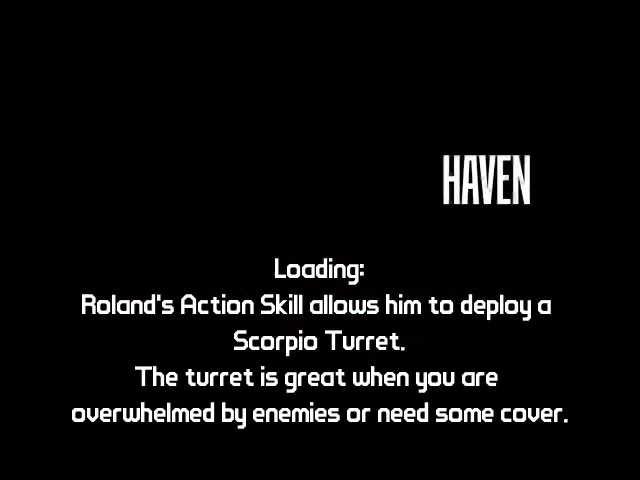 HAVEN
Loading:
Roland's Action Skill allows him to deploy a
Scorpio Turret.
The turret is great when you are
overwhelmed by enemies or need some cover.